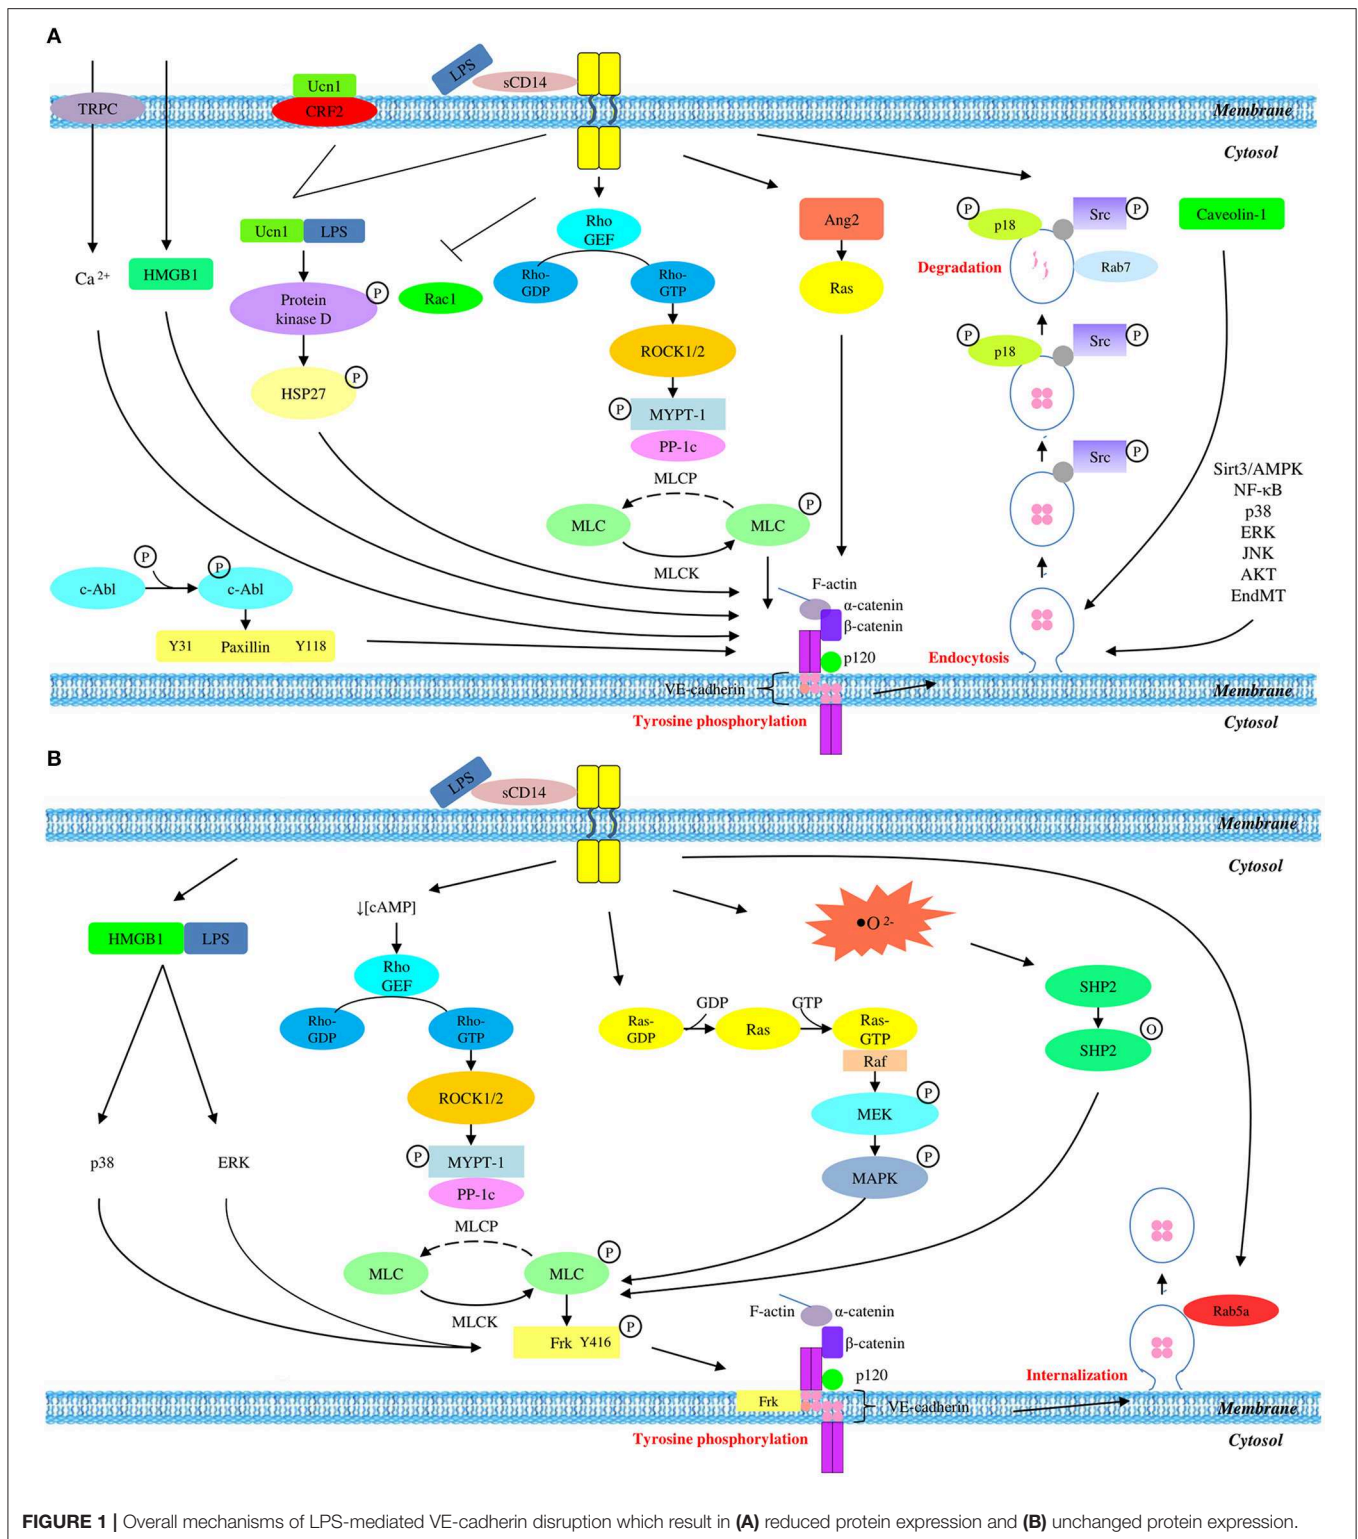 A
LPS
sCD14
Ucn1
TRPC
CRF2
Membrane
Cytosol
Ucn1
LPS
Rho
GEF
Ang2
P
p18
Src
P
Caveolin-1
Degradation
Rab7
Ca 2+
HMGB1
Protein
kinase D
P
Rac1
Rho-
GDP
Rho-
GTP
Ras
HSP27
P
ROCK1/2
P
p18
Src
P
P
MYPT-1
PP-1c
Src
P
MLCP
MLC
MLC
P
MLCK
Sirt3/AMPK
NF-κB
p38
ERK
JNK
AKT
EndMT
c-Abl
P
P
c-Abl
Y31
Paxillin
Y118
F-actin
α-catenin
β-catenin
p120
Endocytosis
VE-cadherin
Membrane
Tyrosine phosphorylation
Cytosol
B
LPS
sCD14
Membrane
Cytosol
HMGB1
LPS
↓[cAMP]
•O 2-
Rho
GEF
Rho-
GDP
Rho-
GTP
Ras-
GDP
GDP
Ras
GTP
Ras-
GTP
Raf
SHP2
SHP2
O
ROCK1/2
MEK
P
p38
ERK
P
MYPT-1
PP-1c
MAPK
P
MLCP
MLC
MLC
P
MLCK
Frk Y416
P
F-actin
α-catenin
β-catenin
p120
Rab5a
Internalization
Frk
VE-cadherin
Membrane
Tyrosine phosphorylation
Cytosol
FIGURE 1 | Overall mechanisms of LPS-mediated VE-cadherin disruption which result in (A) reduced protein expression and (B) unchanged protein expression.